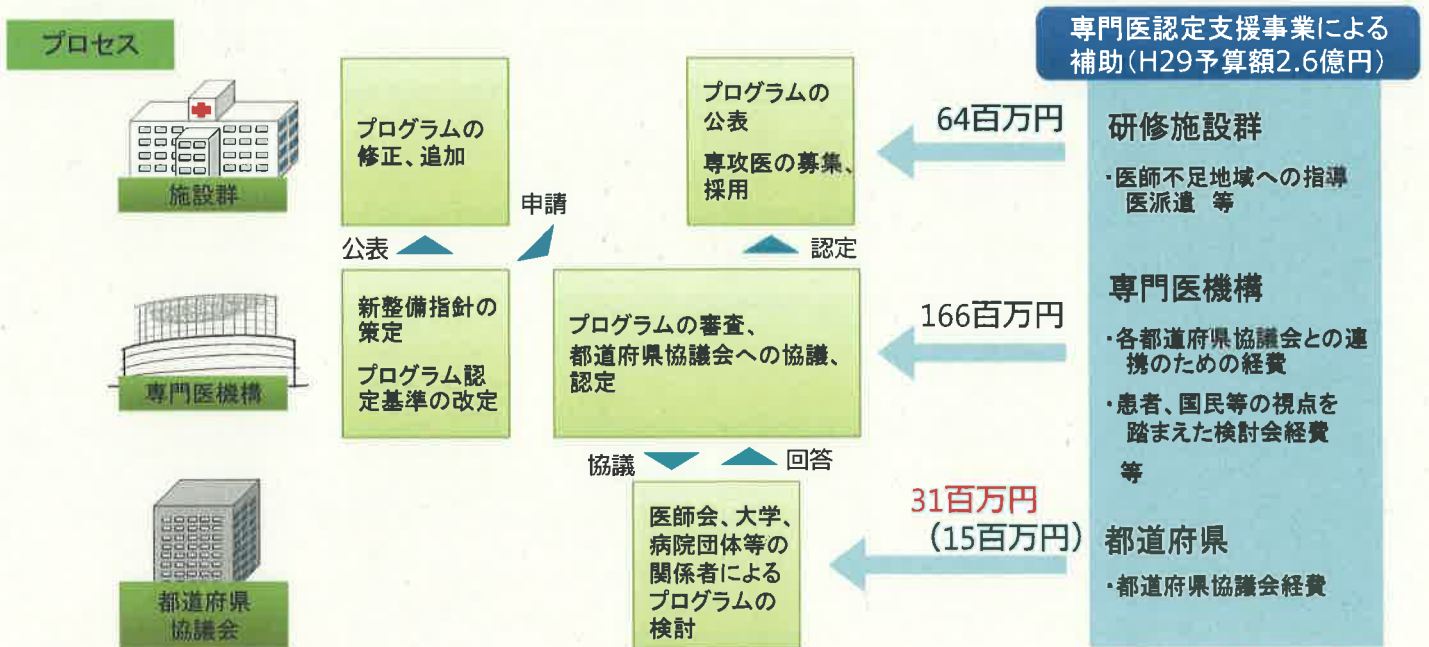 プロセス
専門医認定支援事業による
補助(H29予算額2.6億円)
施設群
プログラムの
修正、追加
プログラムの
公表
専攻医の募集、
採用
64百万円
研修施設群
・医師不足地域への指導
医派遣 等
申請
公表
認定
専門医機構
新整備指針の
策定
プログラム認
定基準の改定
プログラムの審査、
都道府県協議会への協議、
認定
166百万円
専門医機構
・各都道府県協議会との連
携のための経費
・患者、国民等の視点を
踏まえた検討会経費
等
協議
回答
都道府県
協議会
医師会、大学、
病院団体等の
関係者による
プログラムの
検討
31百万円
(15百万円)
都道府県
・都道府県協議会経費